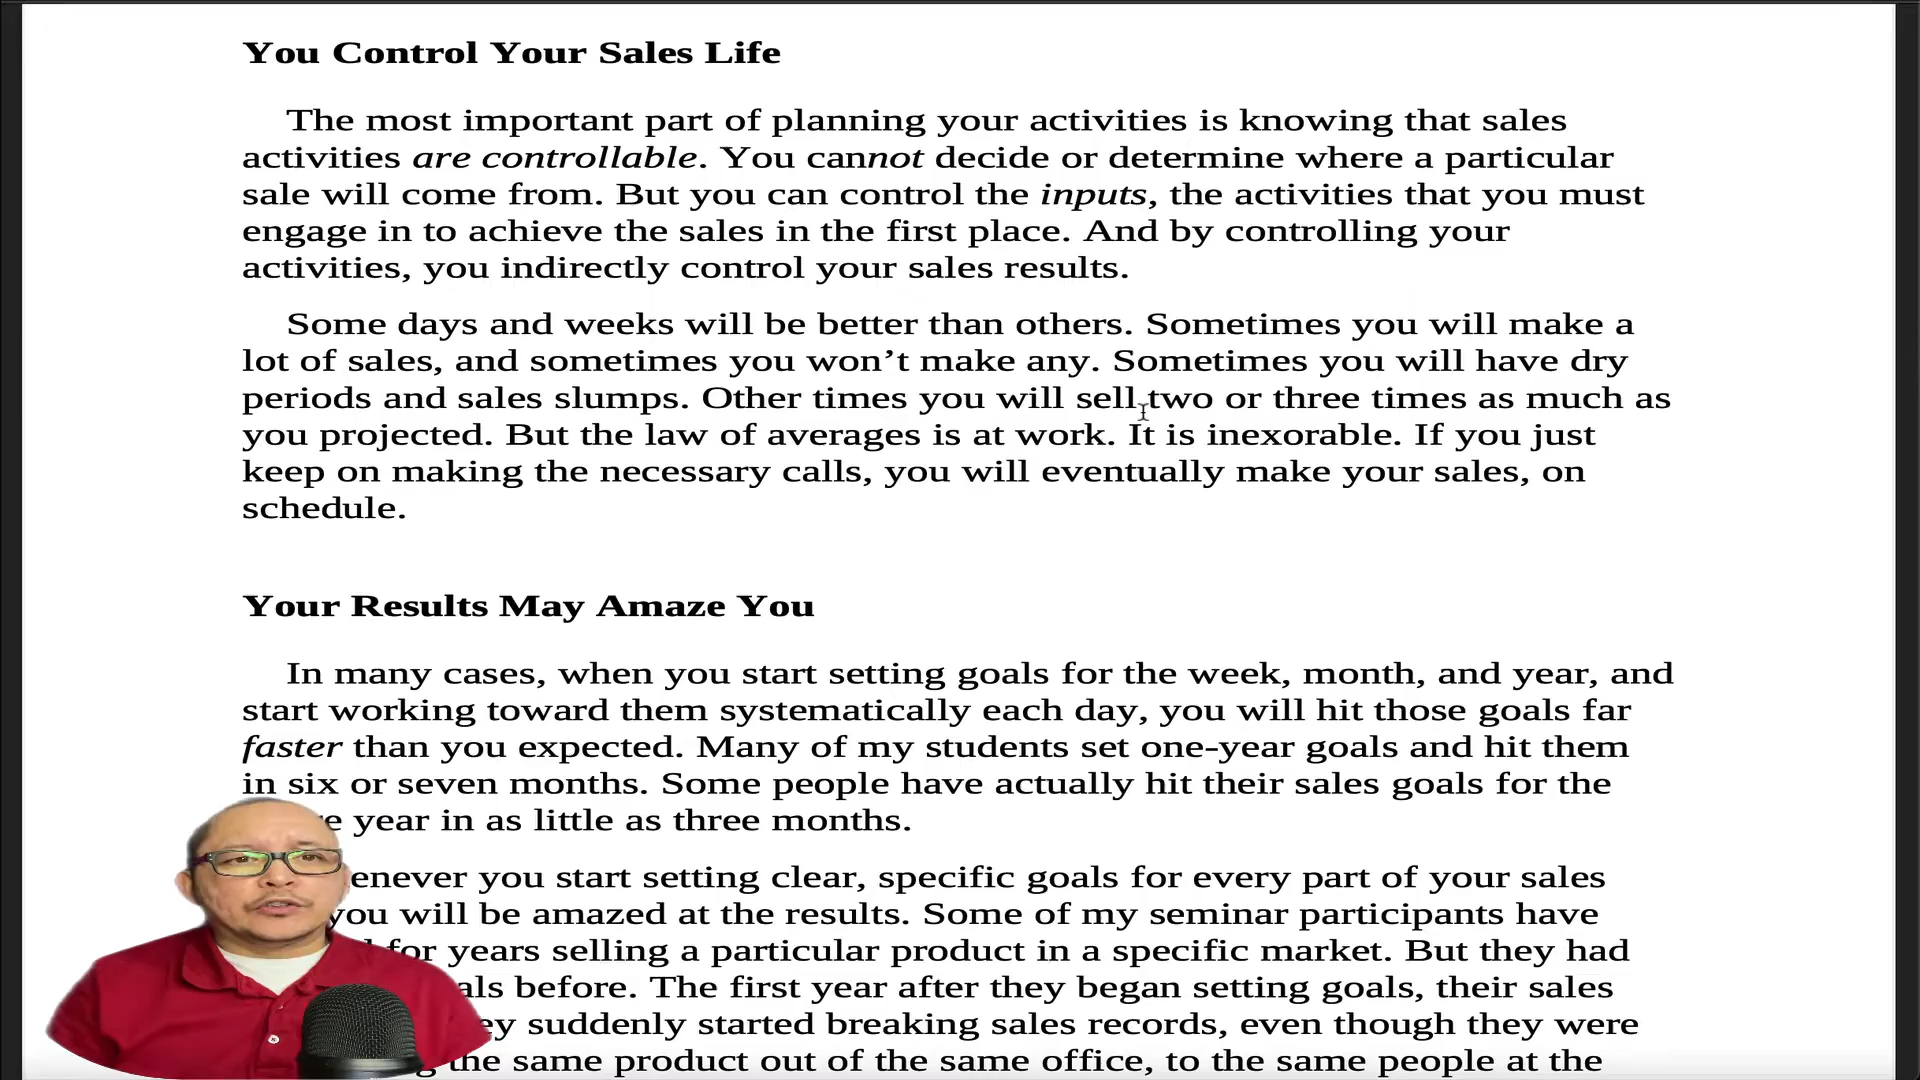 You Control Your Sales Life
The most important part of planning your activities is knowing that sales
activities are controllable. You cannot decide or determine where a particular
sale will come from. But you can control the inputs, the activities that you must
engage in to achieve the sales in the first place. And by controlling your
activities, you indirectly control your sales results.
Some days and weeks will be better than others. Sometimes you will make a
lot of sales, and sometimes you won’t make any. Sometimes you will have dry
periods and sales slumps. Other times you will sell two or three times as much as
you projected. But the law of averages is at work. It is inexorable. If you just
keep on making the necessary calls, you will eventually make your sales, on
schedule.
Your Results May Amaze You
In many cases, when you start setting goals for the week, month, and year, and
start working toward them systematically each day, you will hit those goals far
faster than you expected. Many of my students set one-year goals and hit them
in six or seven months. Some people have actually hit their sales goals for the
year in as little as three months.
you start setting clear, specific goals for every part of your sales
you will be amazed at the results. Some of my seminar participants have
for years selling a particular product in a specific market. But they had
before. The first year after they began setting goals, their sales
suddenly started breaking sales records, even though they were
the same product out of the same office, to the same people at the